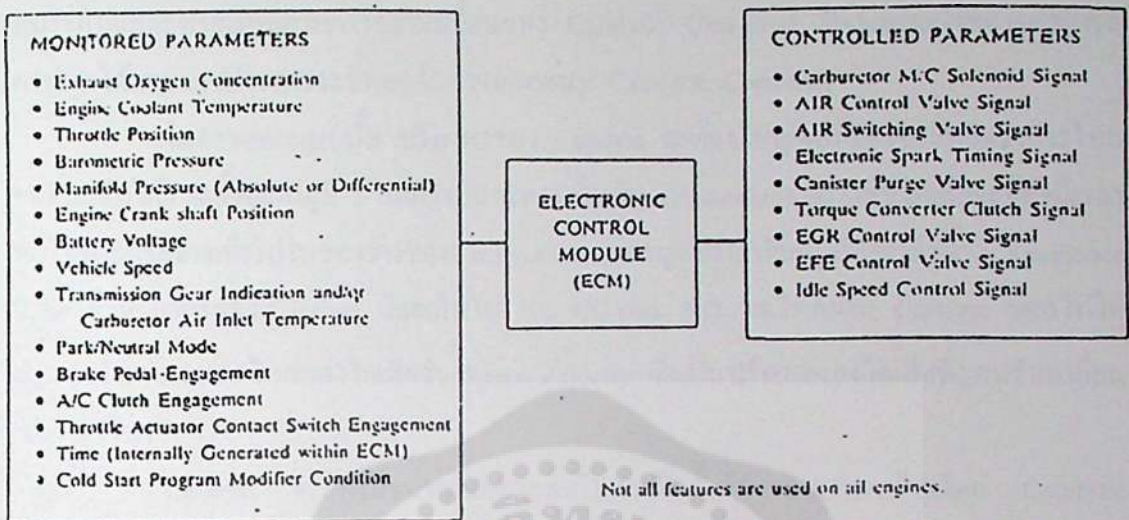 MONITORED PARAMETERS
• Exhaust Oxygen Concentration
• Engine Coolant Temperature
• Throttle Position
• Barometric Pressure
• Manifold Pressure (Absolute or Differential)
• Engine Crank shaft Position
• Battery Voltage
• Vehicle Speed
• Transmission Gear Indication and/or
Carburetor Air Inlet Temperature
• Park/Neutral Mode
• Brake Pedal-Engagement
• A/C Clutch Engagement
• Throttle Actuator Contact Switch Engagement
• Time (Internally Generated within ECM)
• Cold Start Program Modifier Condition
ELECTRONIC
CONTROL
MODULE
(ECM)
CONTROLLED PARAMETERS
• Carburetor M/C Solenoid Signal
• AIR Control Valve Signal
• AIR Switching Valve Signal
• Electronic Spark Timing Signal
• Canister Purge Valve Signal
• Torque Converter Clutch Signal
• EGR Control Valve Signal
• EFE Control Valve Signal
• Idle Speed Control Signal
Not all features are used on all engines.